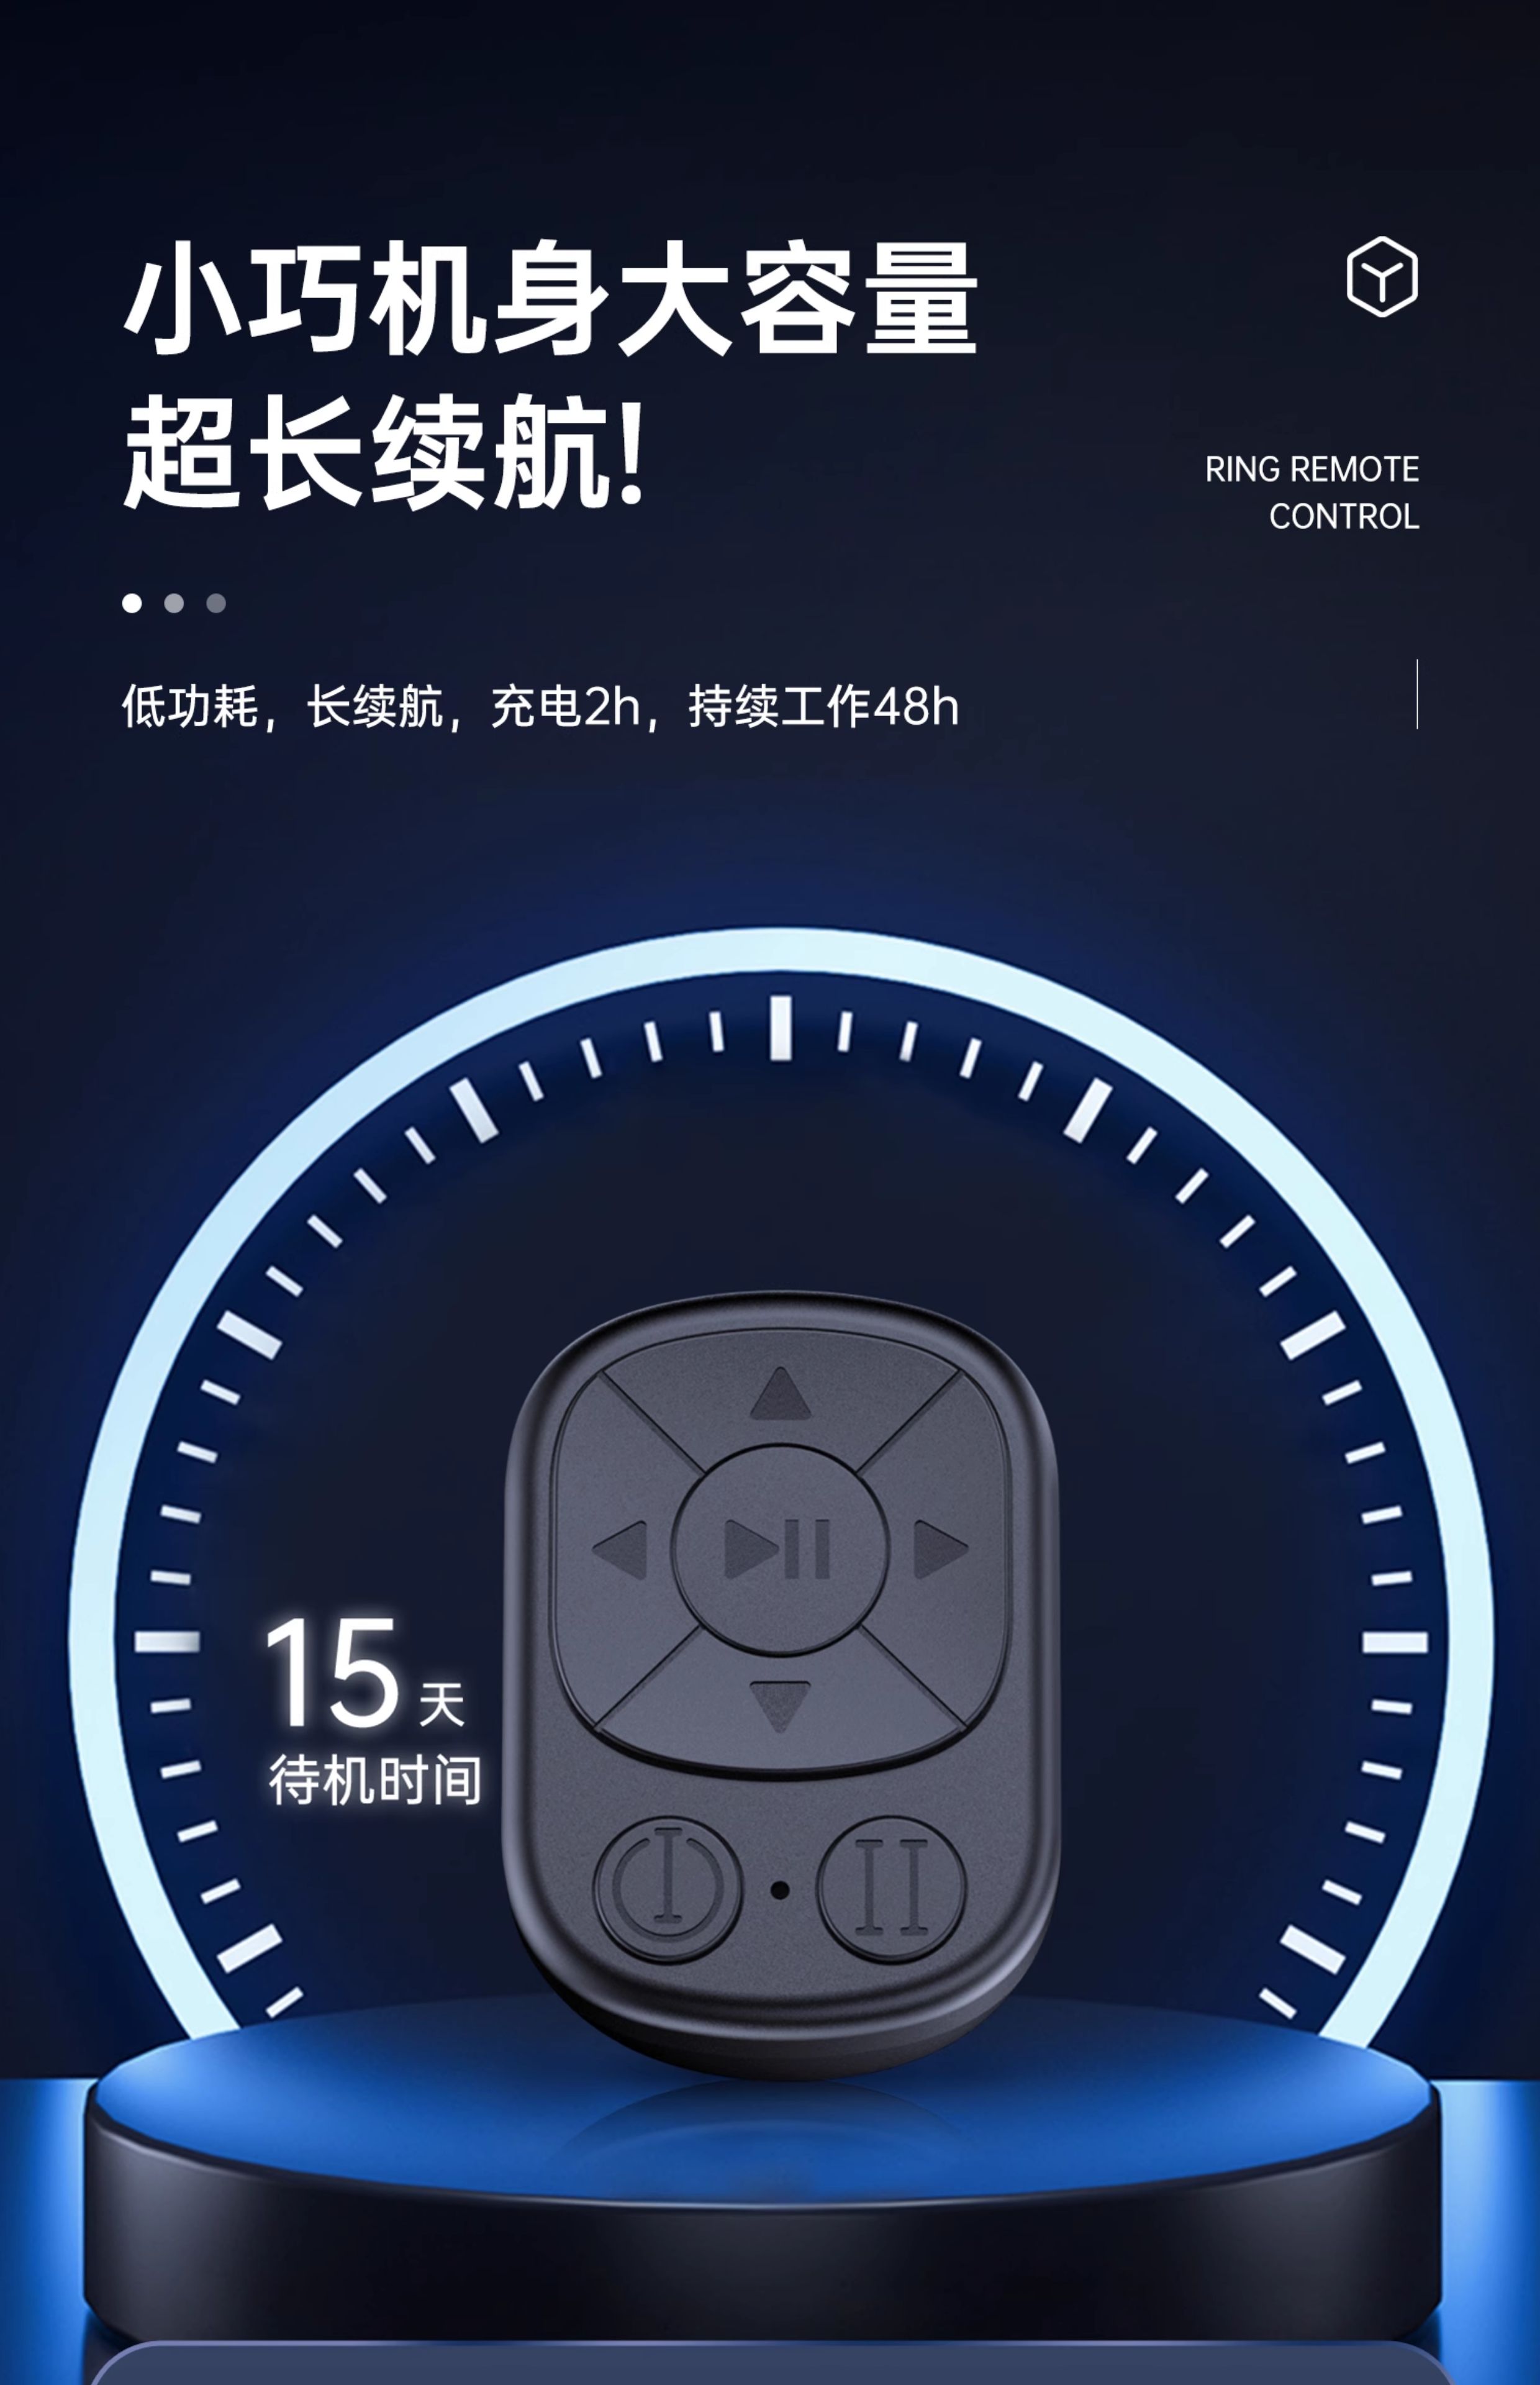 小巧机身大容量
超长续航!
RING REMOTE
CONTROL
低功耗，长续航，充电2h，持续工作48h
15天
待机时间